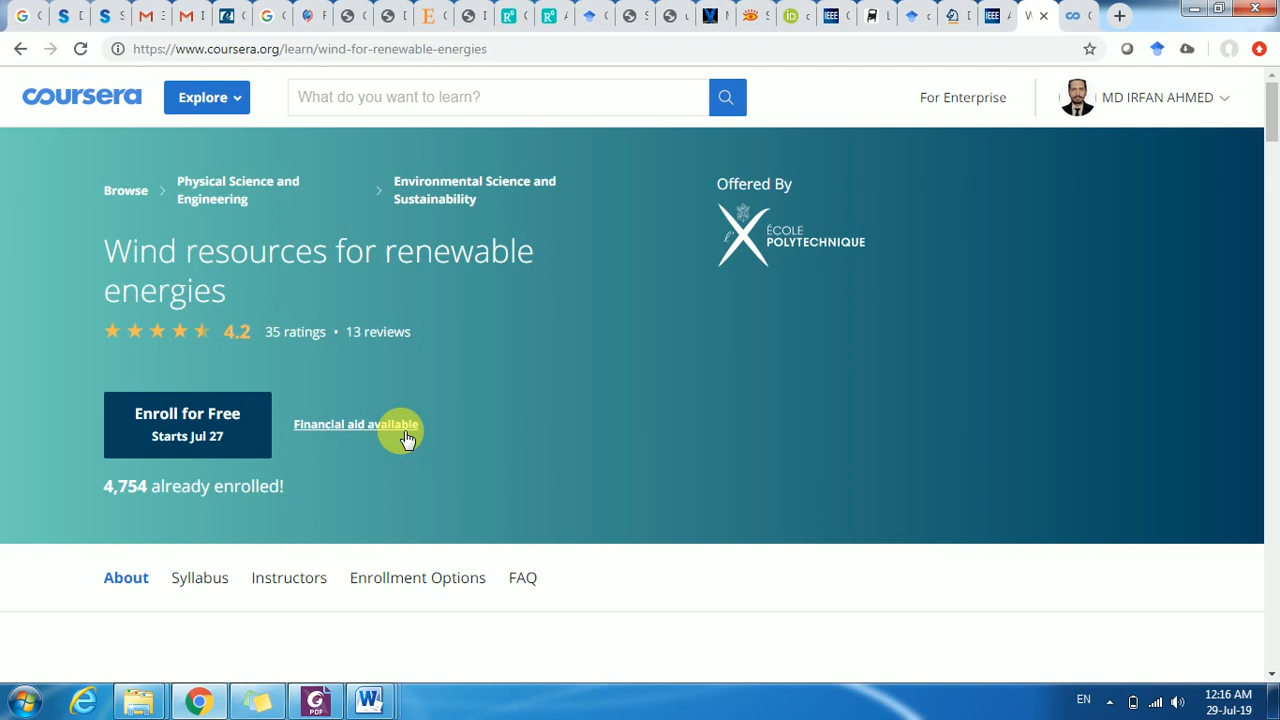 https://www.coursera.org/learn/wind-for-renewable-energies
coursera
Explore
What do you want to learn?
For Enterprise
MD IRFAN AHMED
Browse
Physical Science and
Engineering
Environmental Science and
Sustainability
Offered By
ÉCOLE
POLYTECHNIQUE
Wind resources for renewable
energies
4.2 35 ratings • 13 reviews
Enroll for Free
Starts Jul 27
Financial aid available
4,754 already enrolled!
About Syllabus Instructors Enrollment Options FAQ
EN
12:16 AM
29-Jul-19